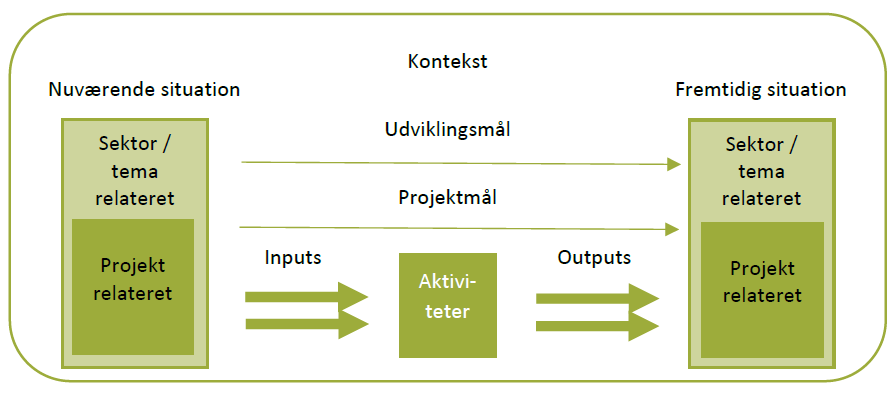 Kontekst
Nuværende situation
Fremtidig situation
Sektor /
tema
relateret
Projekt
relateret
Udviklingsmål
Projektmål
Inputs
Aktivi-
teter
Outputs
Sektor /
tema
relateret
Projekt
relateret